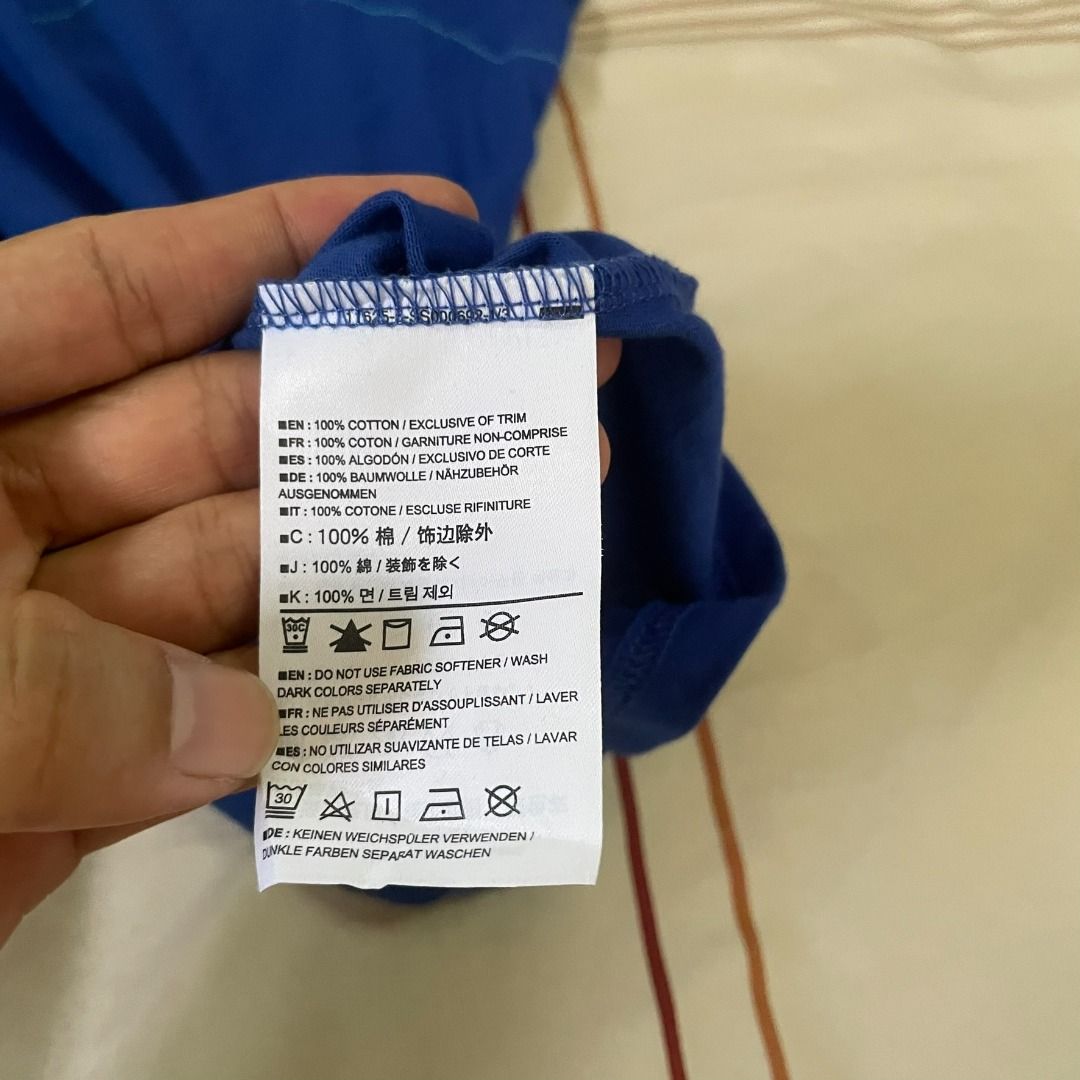 ■EN : 100% COTTON / EXCLUSIVE OF TRIM
■FR : 100% COTON / GARNITURE NON-COMPRISE
■ES : 100% ALGODÓN / EXCLUSIVO DE CORTE
■DE : 100% BAUMWOLLE / NÄHZUBEHÖR
AUSGENOMMEN
■IT : 100% COTONE / ESCLUSE RIFINITURE
■C : 100% 棉 / 饰边除外
■J : 100% 綿 / 装飾を除く
■K : 100% 면 / 트림 제외
30C
■EN : DO NOT USE FABRIC SOFTENER / WASH
DARK COLORS SEPARATELY
■FR : NE PAS UTILISER D'ASSOUPLISSANT / LAVER
LES COULEURS SÉPARÉMENT
■ES : NO UTILIZAR SUAVIZANTE DE TELAS / LAVAR
CON COLORES SIMILARES
30
■DE : KEINEN WEICHSPÜLER VERWENDEN /
DUNKLE FARBEN SEPARAT WASCHEN